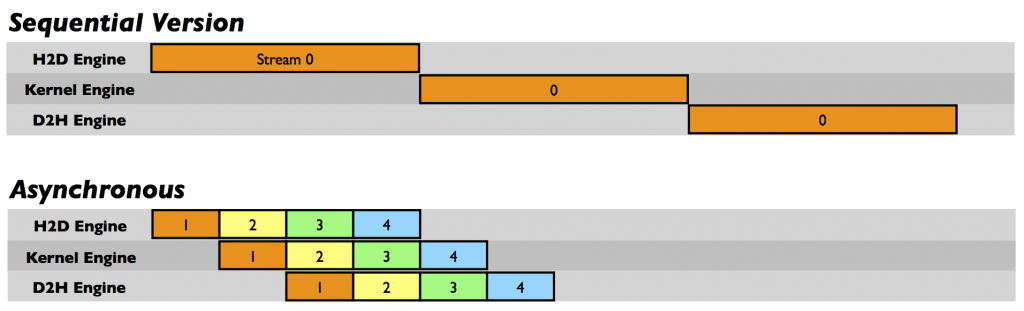 Sequential Version
H2D Engine Stream 0
Kernel Engine 0
D2H Engine 0
Asynchronous
H2D Engine 1 2 3 4
Kernel Engine 1 2 3 4
D2H Engine 1 2 3 4